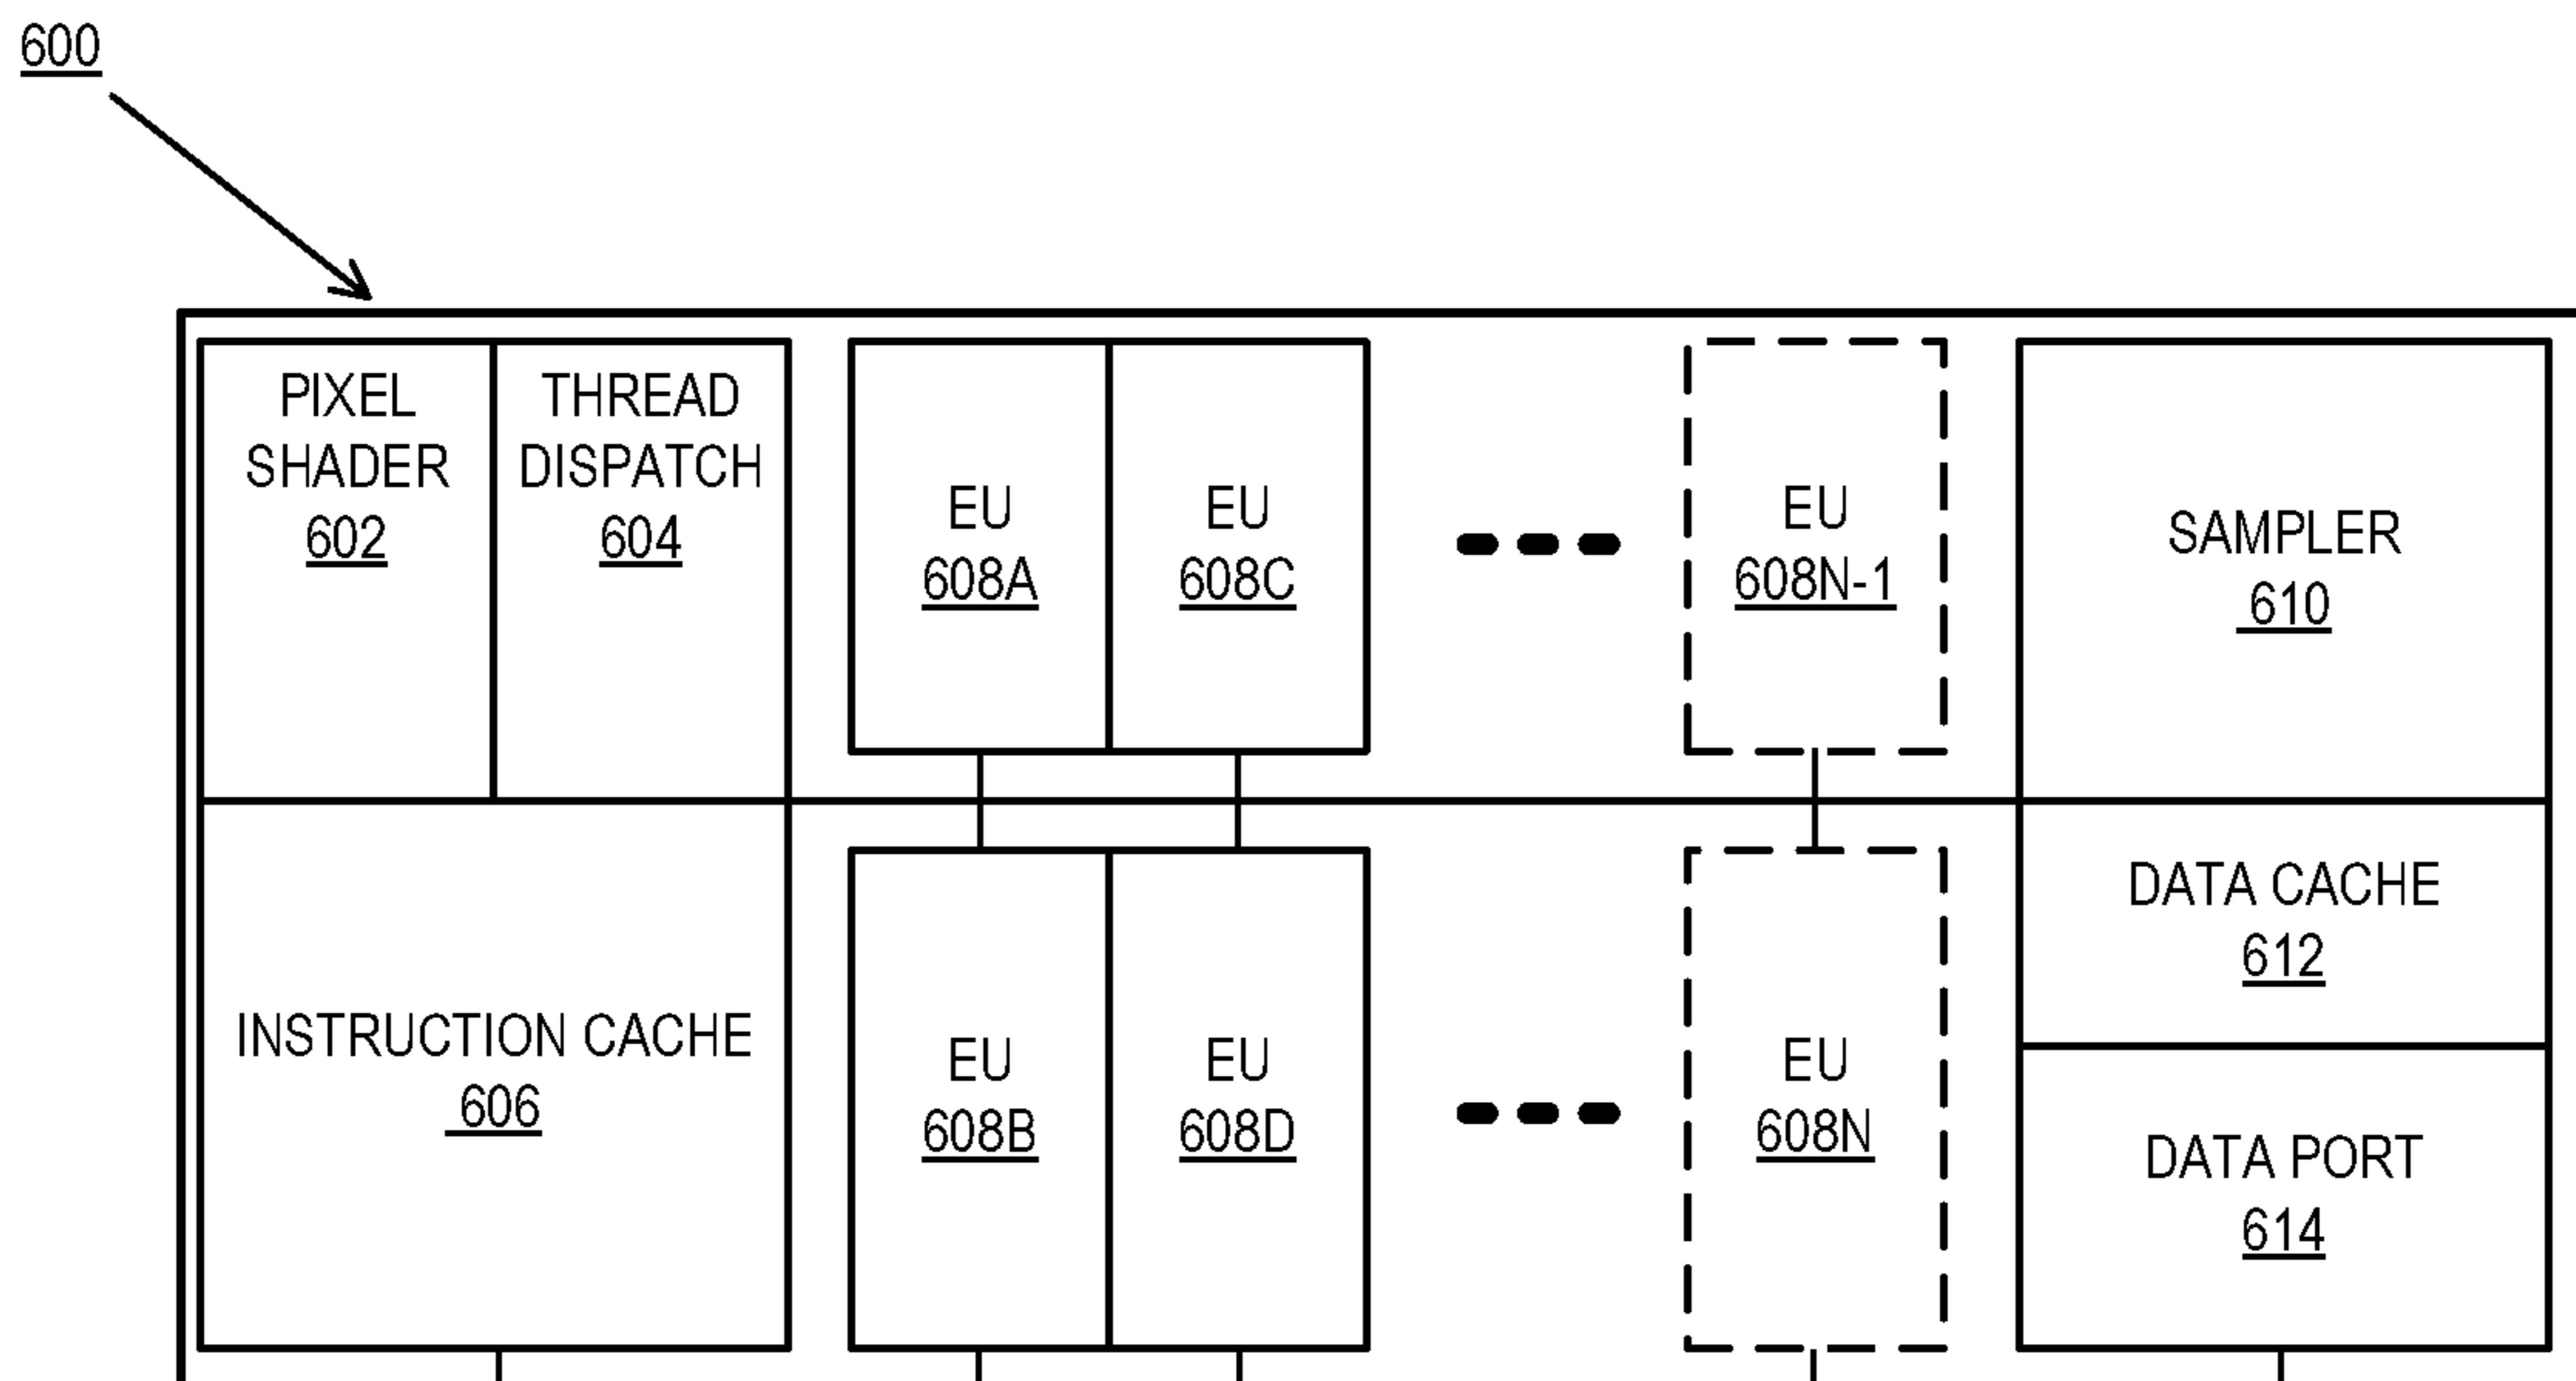 600
PIXEL
SHADER
602
THREAD
DISPATCH
604
EU
608A
EU
608C
EU
608N-1
SAMPLER
610
INSTRUCTION CACHE
606
EU
608B
EU
608D
EU
608N
DATA CACHE
612
DATA PORT
614